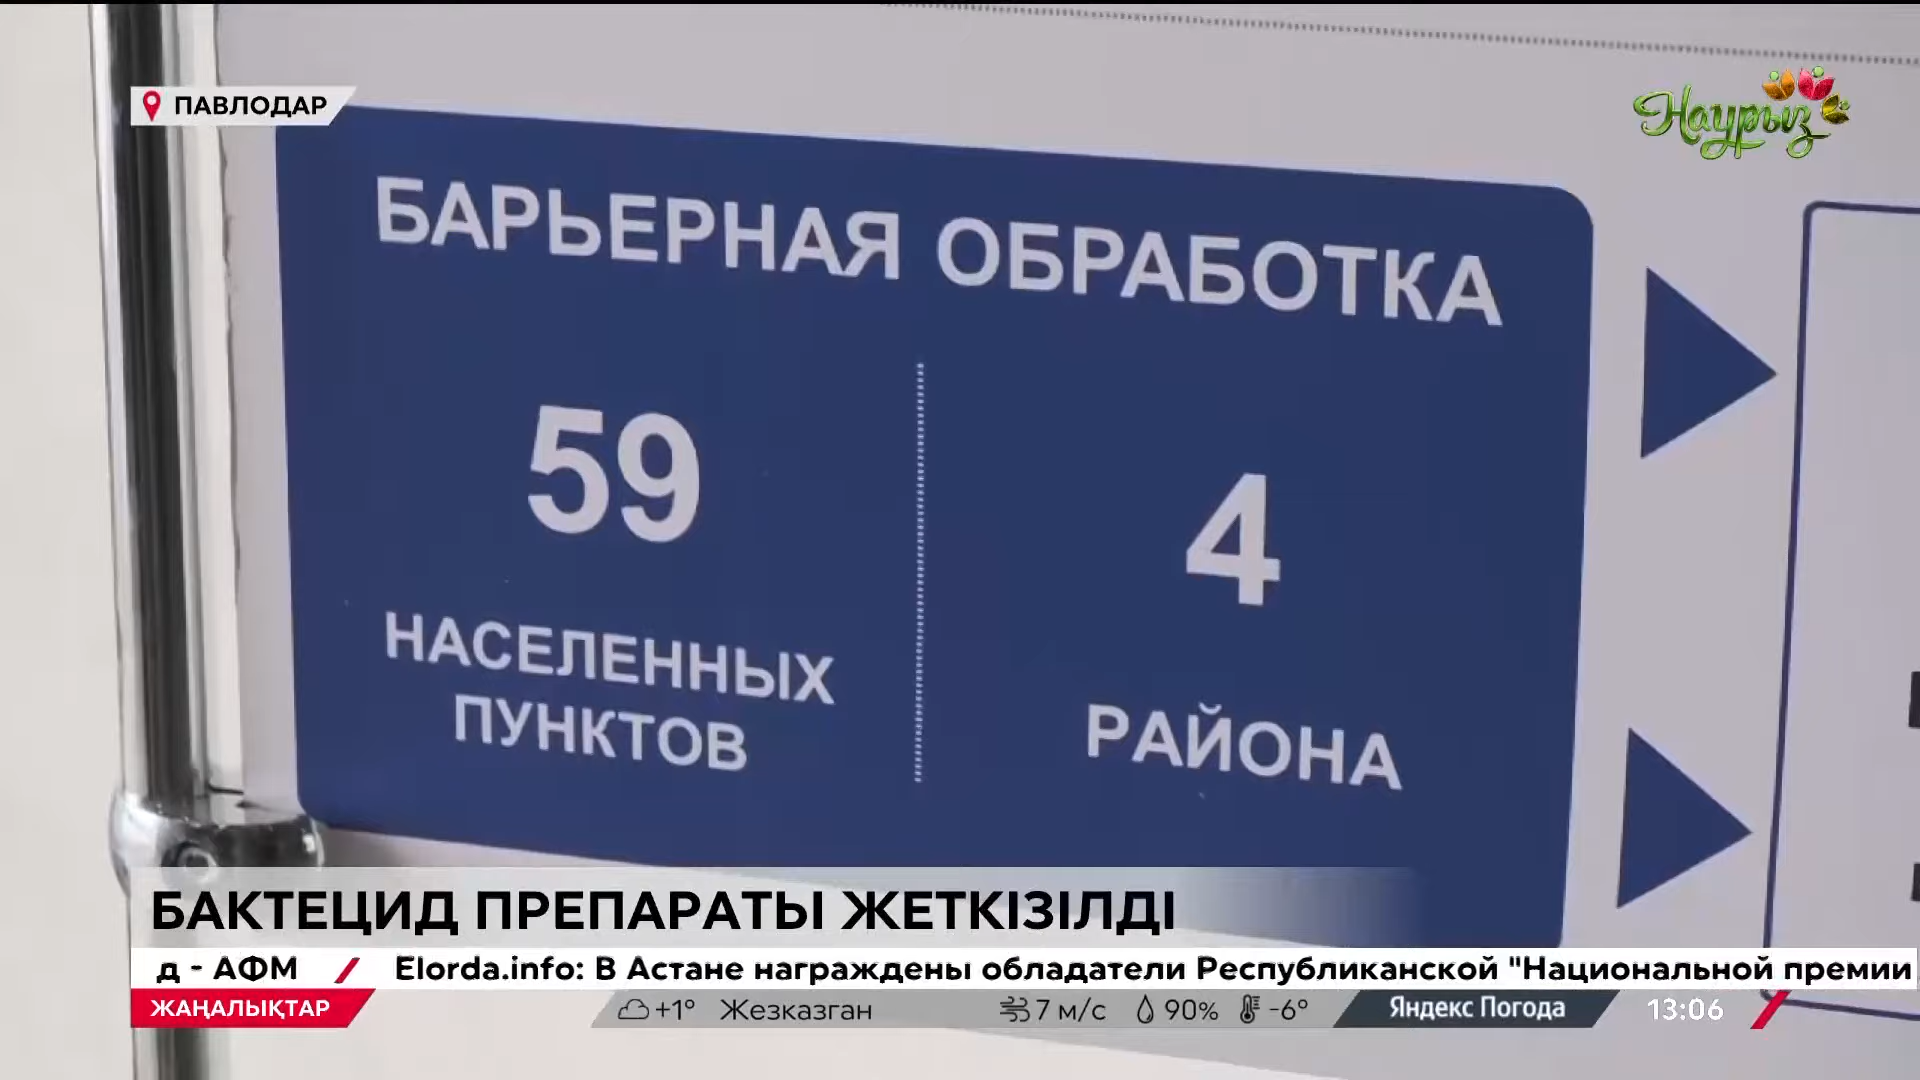 ПАВЛОДАР
Наурыз
БАРЬЕРНАЯ ОБРАБОТКА
59
НАСЕЛЕННЫХ
ПУНКТОВ
4
РАЙОНА
БАКТЕЦИД ПРЕПАРАТЫ ЖЕТКІЗІЛДІ
д - АФМ / Elorda.info: В Астане награждены обладатели Республиканской "Национальной премии
ЖАҢАЛЫҚТАР
+1° Жезказган 7 м/с 90% -6° Яндекс Погода 13:06